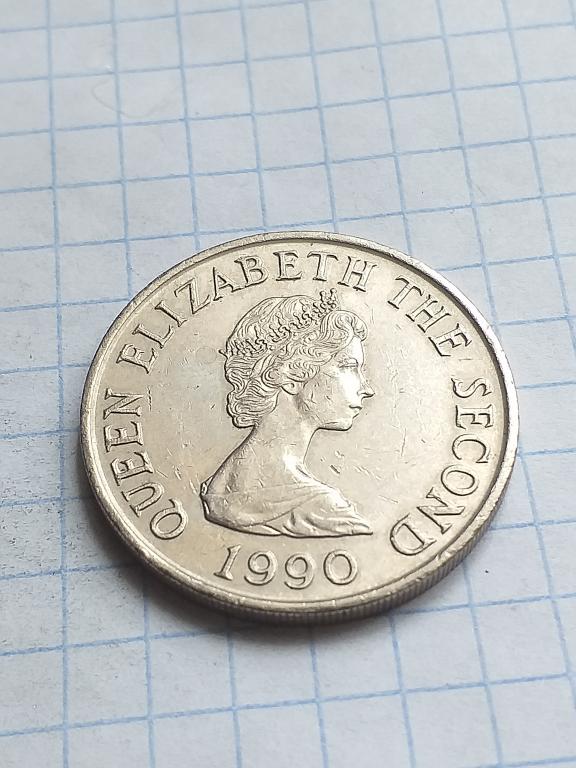 QUEEN ELIZABETH THE SECOND
1990